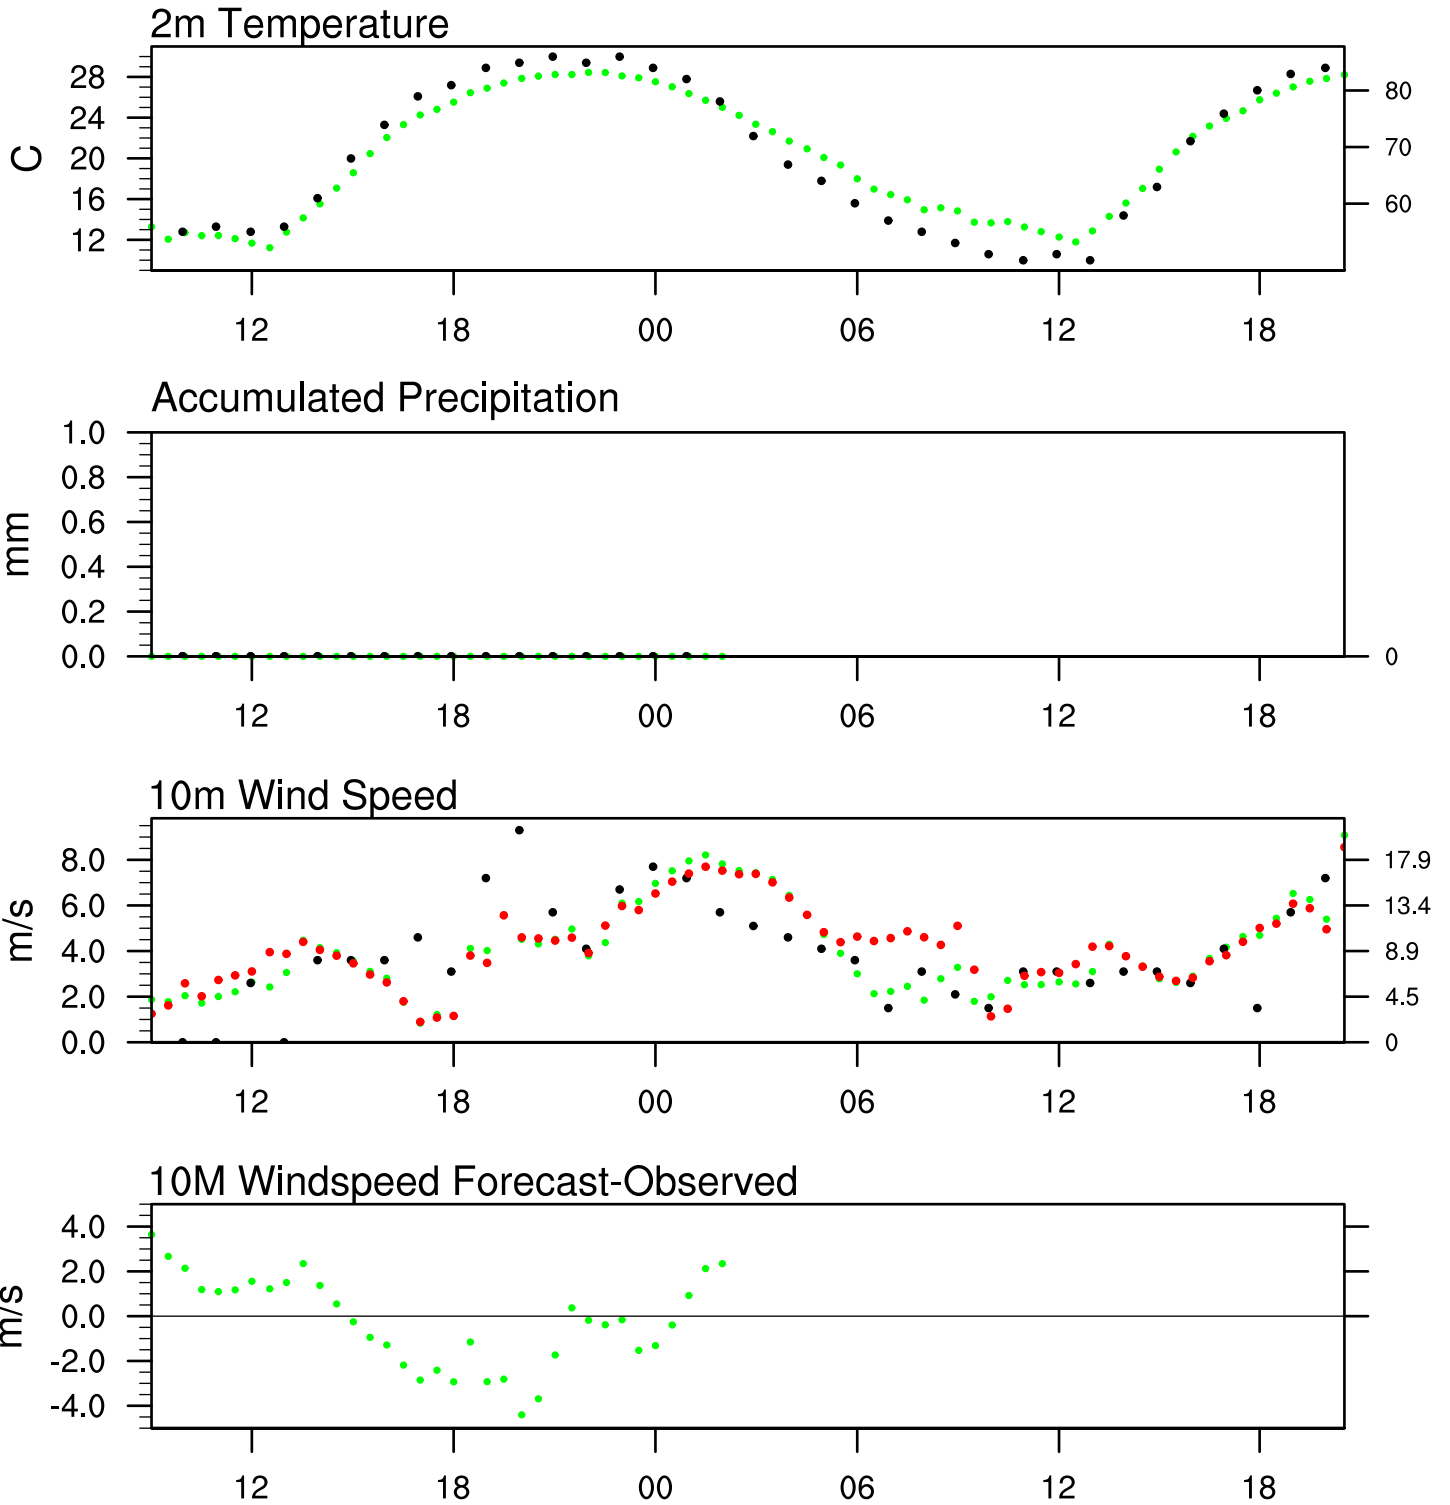 2m Temperature
28
24
20
16
12
C
80
70
60
12 18 00 06 12 18
Accumulated Precipitation
1.0
0.8
0.6
0.4
0.2
0.0
mm
0
12 18 00 06 12 18
10m Wind Speed
8.0
6.0
4.0
2.0
0.0
m/s
17.9
13.4
8.9
4.5
0
12 18 00 06 12 18
10M Windspeed Forecast-Observed
4.0
2.0
0.0
-2.0
-4.0
m/s
12 18 00 06 12 18